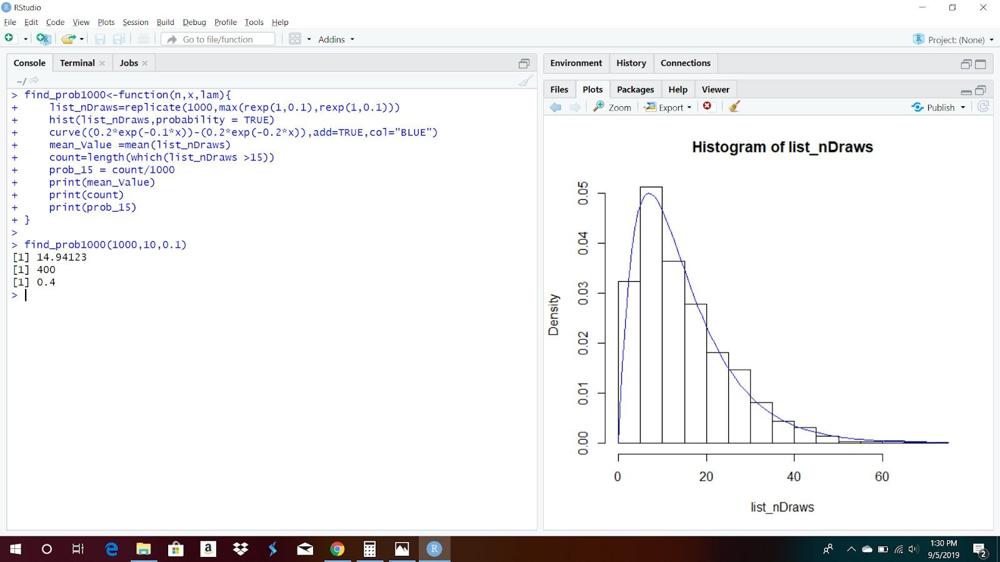 RStudio
File Edit Code View Plots Session Build Debug Profile Tools Help
Go to file/function Addins Project: (None)
Console Terminal Jobs
~/
> find_prob1000<-function(n,x,lam){
+ list_nDraws=replicate(1000,max(rexp(1,0.1),rexp(1,0.1)))
+ hist(list_nDraws,probability = TRUE)
+ curve((0.2*exp(-0.1*x))-(0.2*exp(-0.2*x)),add=TRUE,col="BLUE")
+ mean_Value =mean(list_nDraws)
+ count=length(which(list_nDraws >15))
+ prob_15 = count/1000
+ print(mean_Value)
+ print(count)
+ print(prob_15)
+ }
>
> find_prob1000(1000,10,0.1)
[1] 14.94123
[1] 400
[1] 0.4
>
Environment History Connections
Files Plots Packages Help Viewer
Zoom Export Publish
Histogram of list_nDraws
Density
0.05
0.04
0.03
0.02
0.01
0.00
0 20 40 60
list_nDraws
1:30 PM
9/5/2019
2